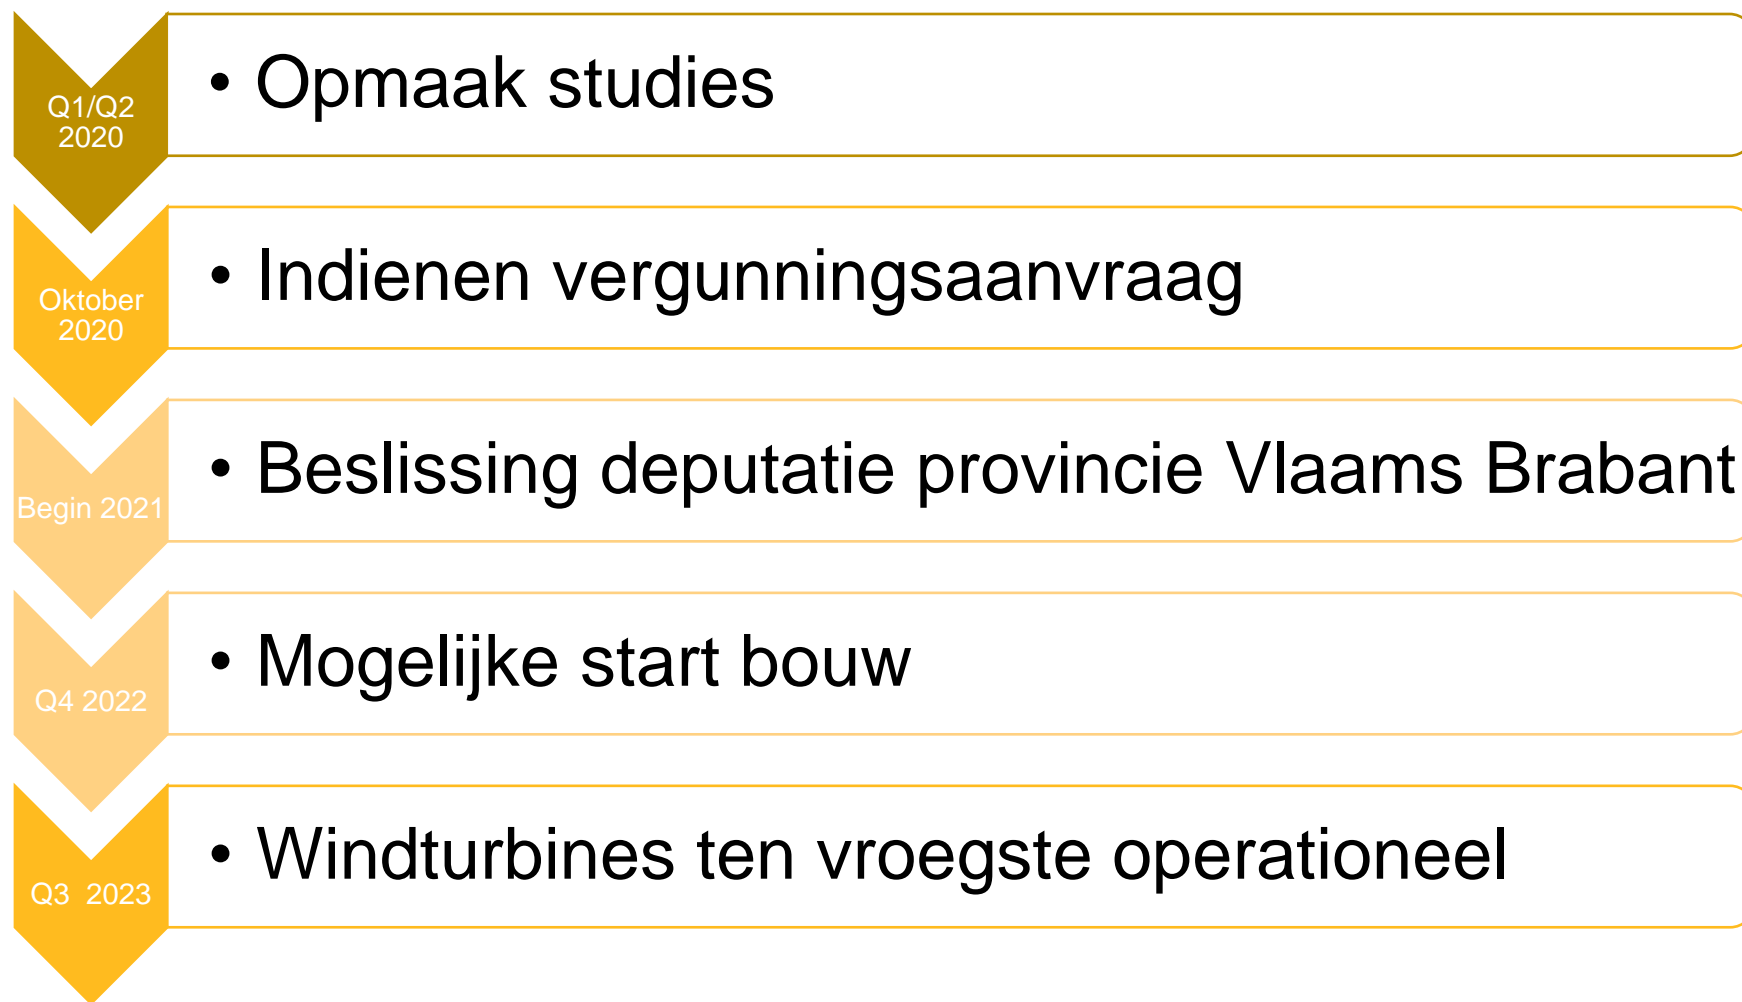 Q1/Q2
2020
• Opmaak studies
Oktober
2020
• Indienen vergunningsaanvraag
Begin 2021
• Beslissing deputatie provincie Vlaams Brabant
Q4 2022
• Mogelijke start bouw
Q3 2023
• Windturbines ten vroegste operationeel